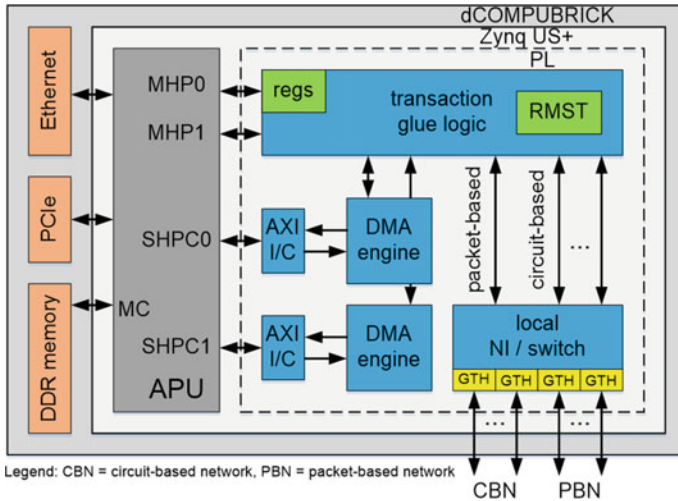 dCOMPUBRICK
Zynq US+
PL
Ethernet
PCIe
DDR memory
MHP0
MHP1
SHPC0
MC
SHPC1
APU
regs
transaction
glue logic
RMST
AXI
I/C
DMA
engine
AXI
I/C
DMA
engine
packet-based
circuit-based
...
local
NI / switch
GTH
GTH
GTH
GTH
...
...
Legend: CBN = circuit-based network, PBN = packet-based network
CBN
PBN